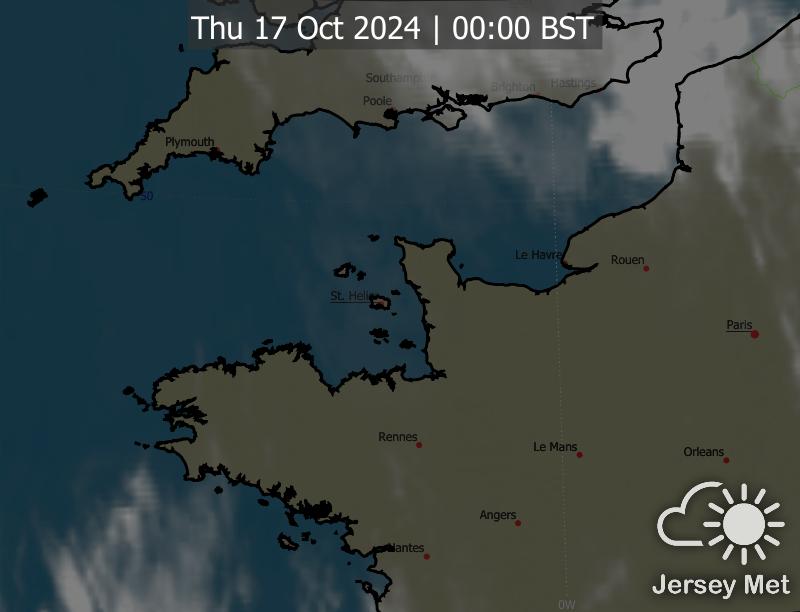 Thu 17 Oct 2024 | 00:00 BST
Southampton
Brighton
Hastings
Poole
Plymouth
50
Le Havre
Rouen
St. Helier
Paris
Rennes
Le Mans
Orleans
Angers
Nantes
Jersey Met
0W